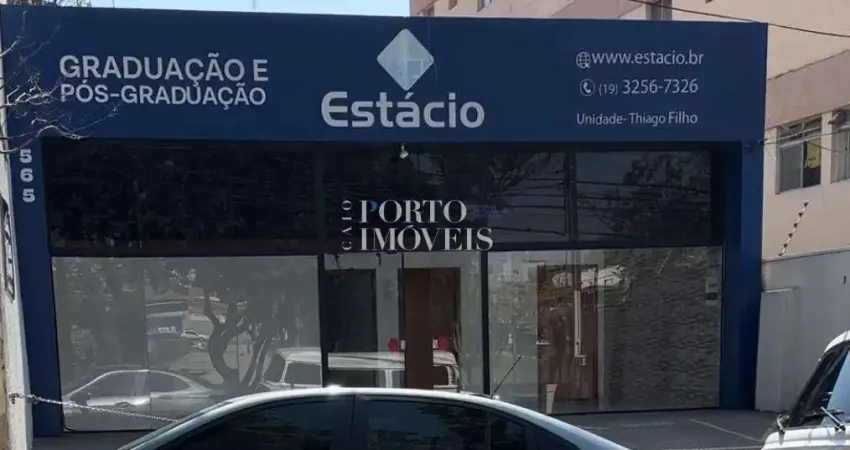 GRADUAÇÃO E
PÓS-GRADUAÇÃO
Estácio
www.estacio.br
(19) 3256-7326
Unidade-Thiago Filho
565
CAIO
PORTO
IMÓVEIS